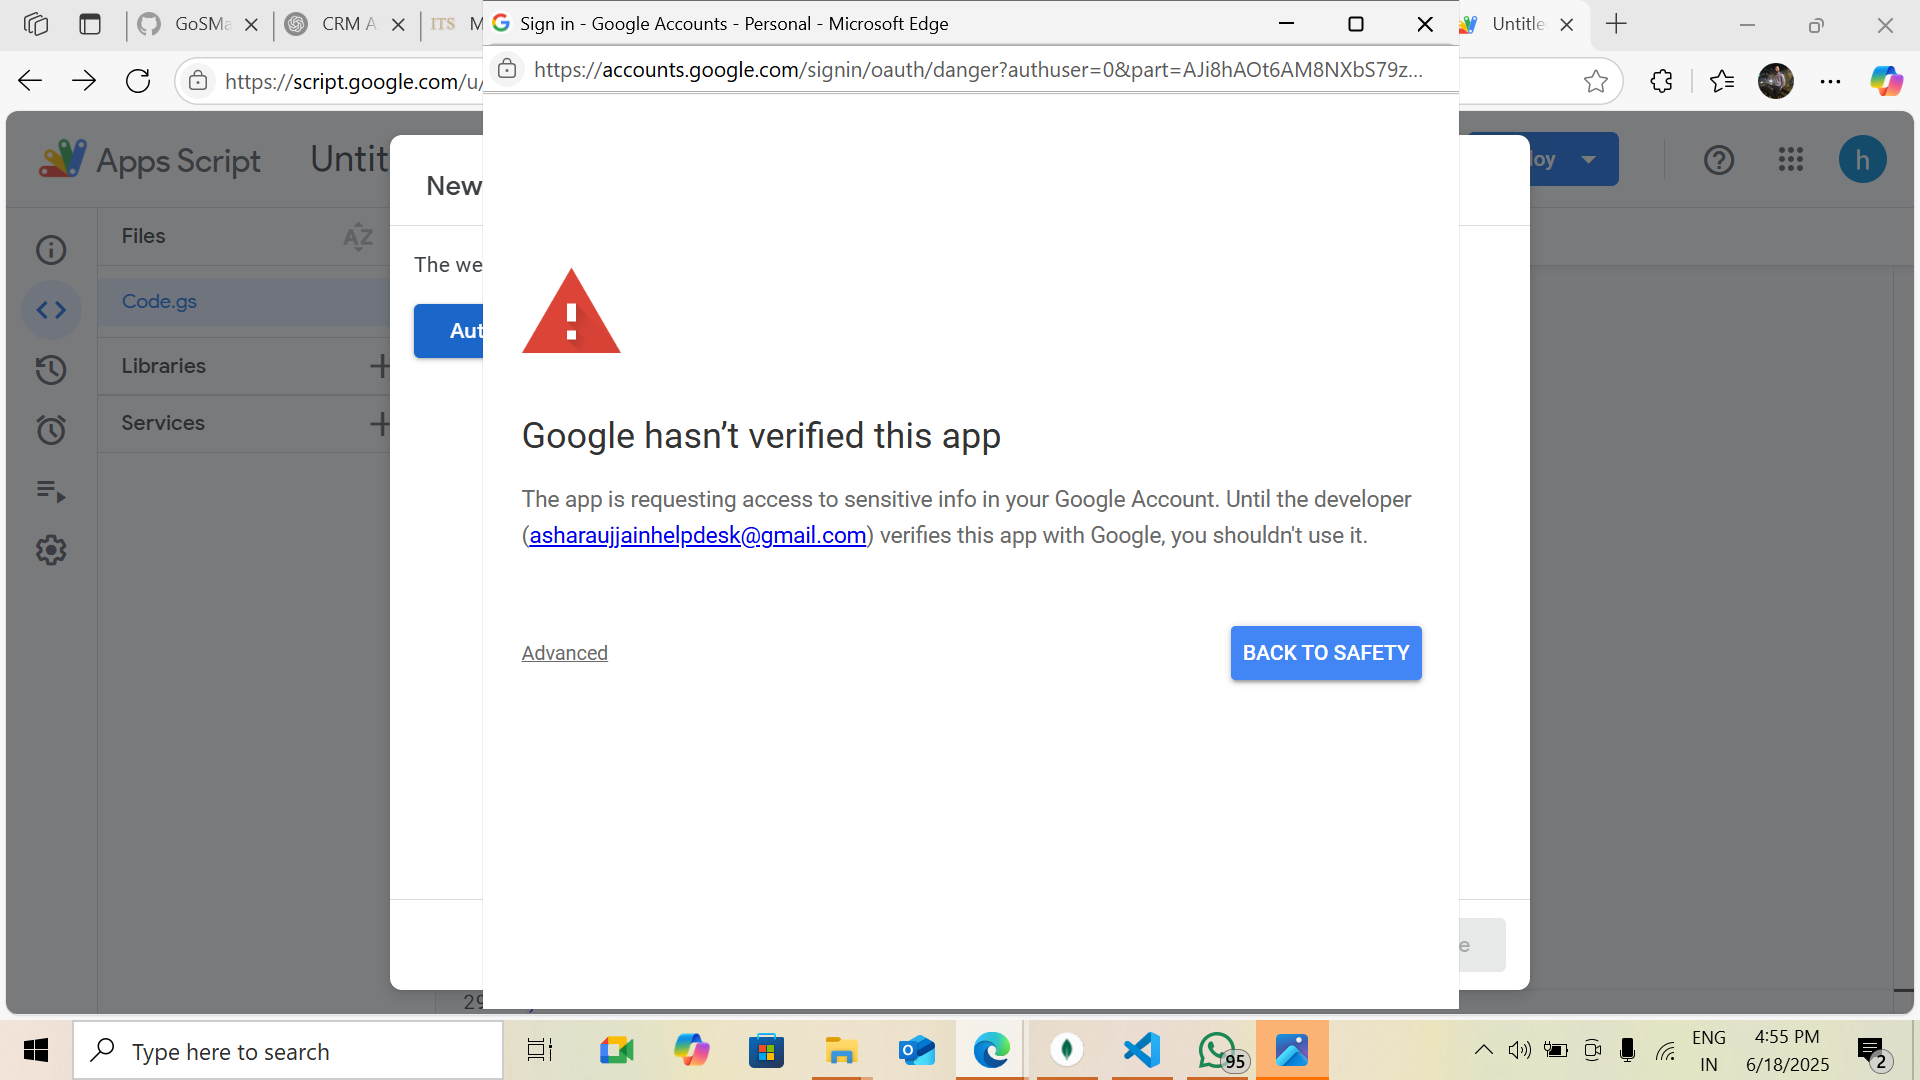 GoSMa
CRM A
ITS M
Sign in - Google Accounts - Personal - Microsoft Edge
Untitle
https://accounts.google.com/signin/oauth/danger?authuser=0&part=AJi8hAOt6AM8NXbS79z...
https://script.google.com/u/
Apps Script
Untit
loy
h
New
Files
AZ
The we
Code.gs
Aut
Libraries
Services
Google hasn’t verified this app
The app is requesting access to sensitive info in your Google Account. Until the developer
(asharaujjainhelpdesk@gmail.com) verifies this app with Google, you shouldn't use it.
Advanced
BACK TO SAFETY
e
29
Type here to search
95
ENG
IN
4:55 PM
6/18/2025
2